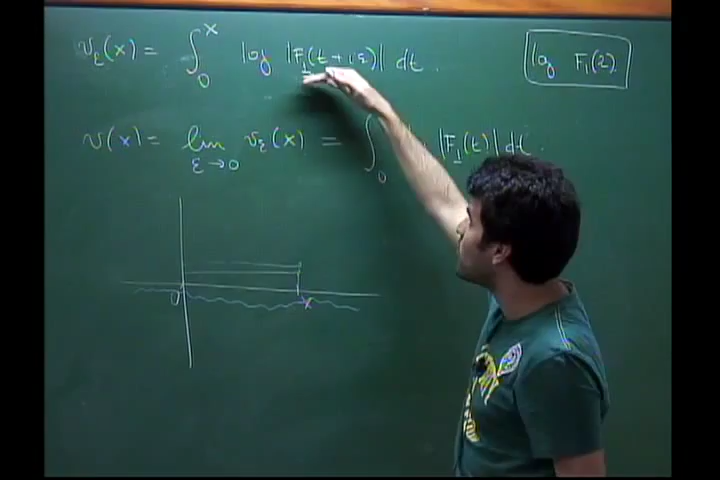 v_ε(x) = ∫_0^x log |F_1(t + iε)| dt.
log F_1(z)
v(x) = lim_{ε→0} v_ε(x) = ∫_0 |F_1(t)| dt.
0 x